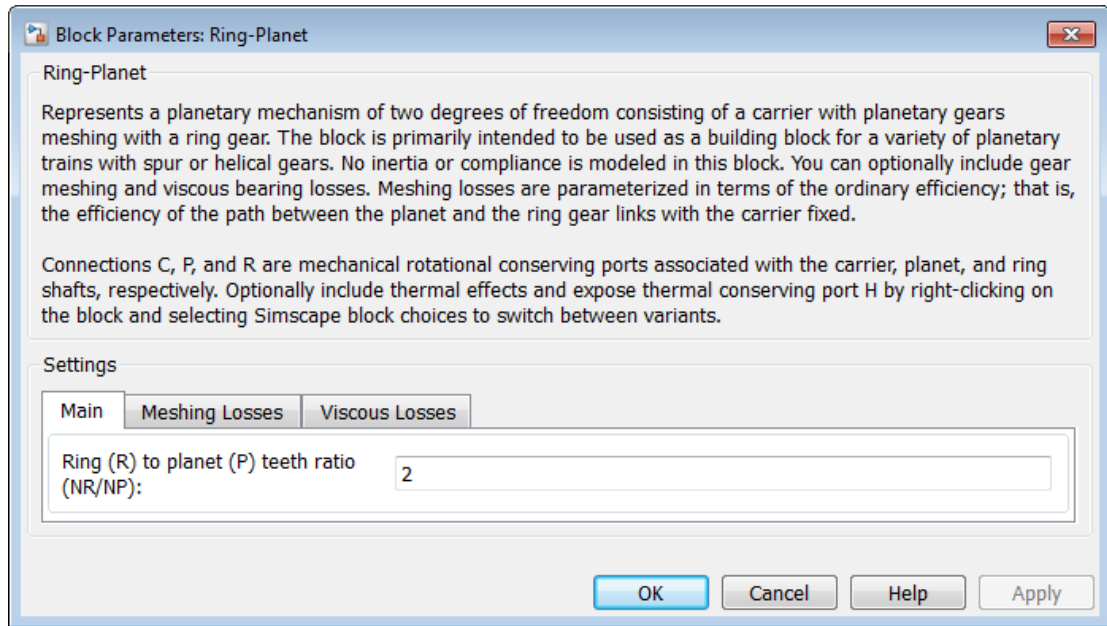 Block Parameters: Ring-Planet
Ring-Planet
Represents a planetary mechanism of two degrees of freedom consisting of a carrier with planetary gears
meshing with a ring gear. The block is primarily intended to be used as a building block for a variety of planetary
trains with spur or helical gears. No inertia or compliance is modeled in this block. You can optionally include gear
meshing and viscous bearing losses. Meshing losses are parameterized in terms of the ordinary efficiency; that is,
the efficiency of the path between the planet and the ring gear links with the carrier fixed.
Connections C, P, and R are mechanical rotational conserving ports associated with the carrier, planet, and ring
shafts, respectively. Optionally include thermal effects and expose thermal conserving port H by right-clicking on
the block and selecting Simscape block choices to switch between variants.
Settings
Main Meshing Losses Viscous Losses
Ring (R) to planet (P) teeth ratio
(NR/NP):
2
OK Cancel Help Apply